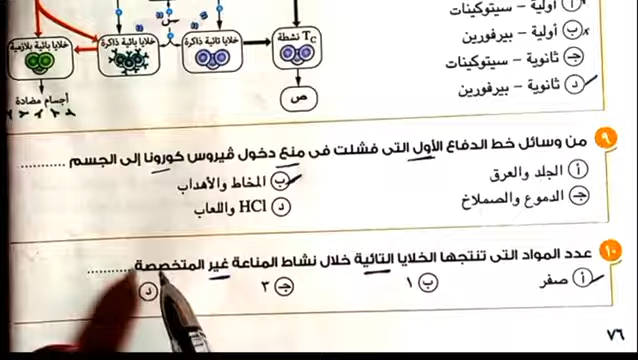 أ أولية – سيتوكينات
ب أولية – بيرفورين
ج ثانوية – سيتوكينات
د ثانوية – بيرفورين
س
T_C نشطة
خلايا تائية ذاكرة
خلايا بائية ذاكرة
خلايا بائية بلازمية
ص
أجسام مضادة
٩ من وسائل خط الدفاع الأول التى فشلت فى منع دخول ڤيروس كورونا إلى الجسم ............
أ الجلد والعرق
ب المخاط والأهداب
ج الدموع والصملاخ
د HCl واللعاب
١٠ عدد المواد التى تنتجها الخلايا التائية خلال نشاط المناعة غير المتخصصة ............
أ صفر
ب ١
ج ٢
د
٧٦